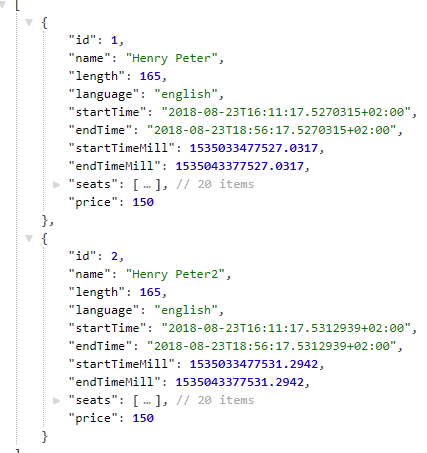 [
{
"id": 1,
"name": "Henry Peter",
"length": 165,
"language": "english",
"startTime": "2018-08-23T16:11:17.5270315+02:00",
"endTime": "2018-08-23T18:56:17.5270315+02:00",
"startTimeMill": 1535033477527.0317,
"endTimeMill": 1535043377527.0317,
"seats": […], // 20 items
"price": 150
},
{
"id": 2,
"name": "Henry Peter2",
"length": 165,
"language": "english",
"startTime": "2018-08-23T16:11:17.5312939+02:00",
"endTime": "2018-08-23T18:56:17.5312939+02:00",
"startTimeMill": 1535033477531.2942,
"endTimeMill": 1535043377531.2942,
"seats": […], // 20 items
"price": 150
}
]